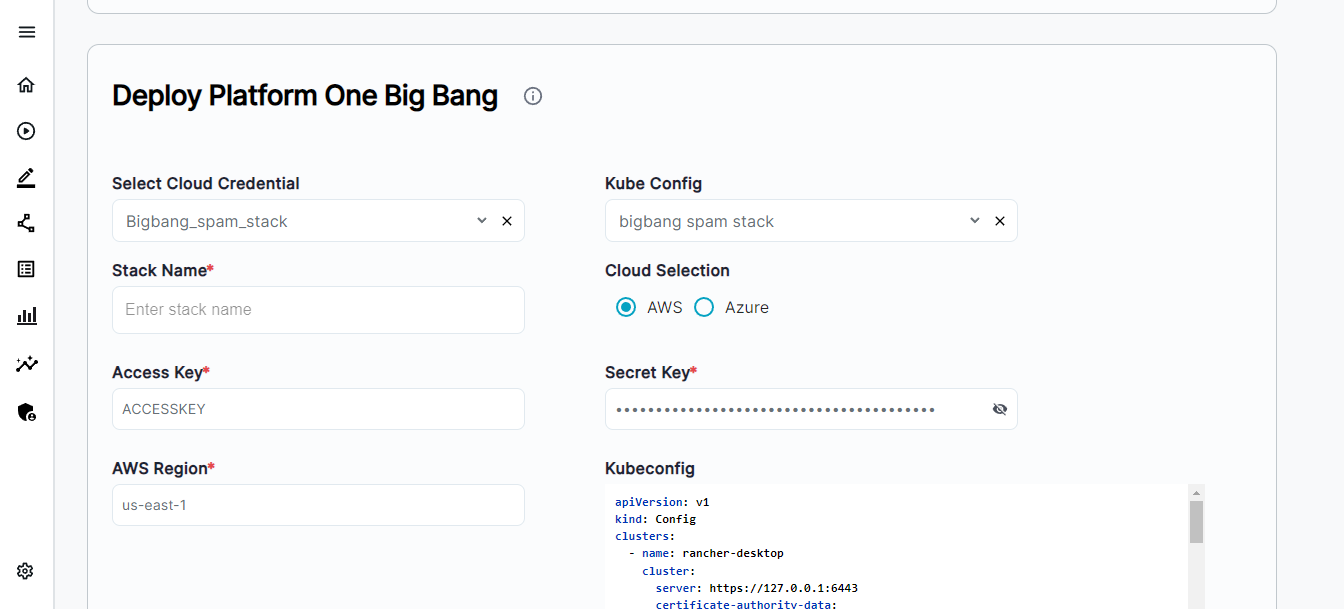 Deploy Platform One Big Bang
Select Cloud Credential
Bigbang_spam_stack
Kube Config
bigbang spam stack
Stack Name*
Enter stack name
Cloud Selection
AWS
Azure
Access Key*
ACCESSKEY
Secret Key*
••••••••••••••••••••••••••••••••••••••••
AWS Region*
us-east-1
Kubeconfig
apiVersion: v1
kind: Config
clusters:
- name: rancher-desktop
cluster:
server: https://127.0.0.1:6443
certificate-authority-data: